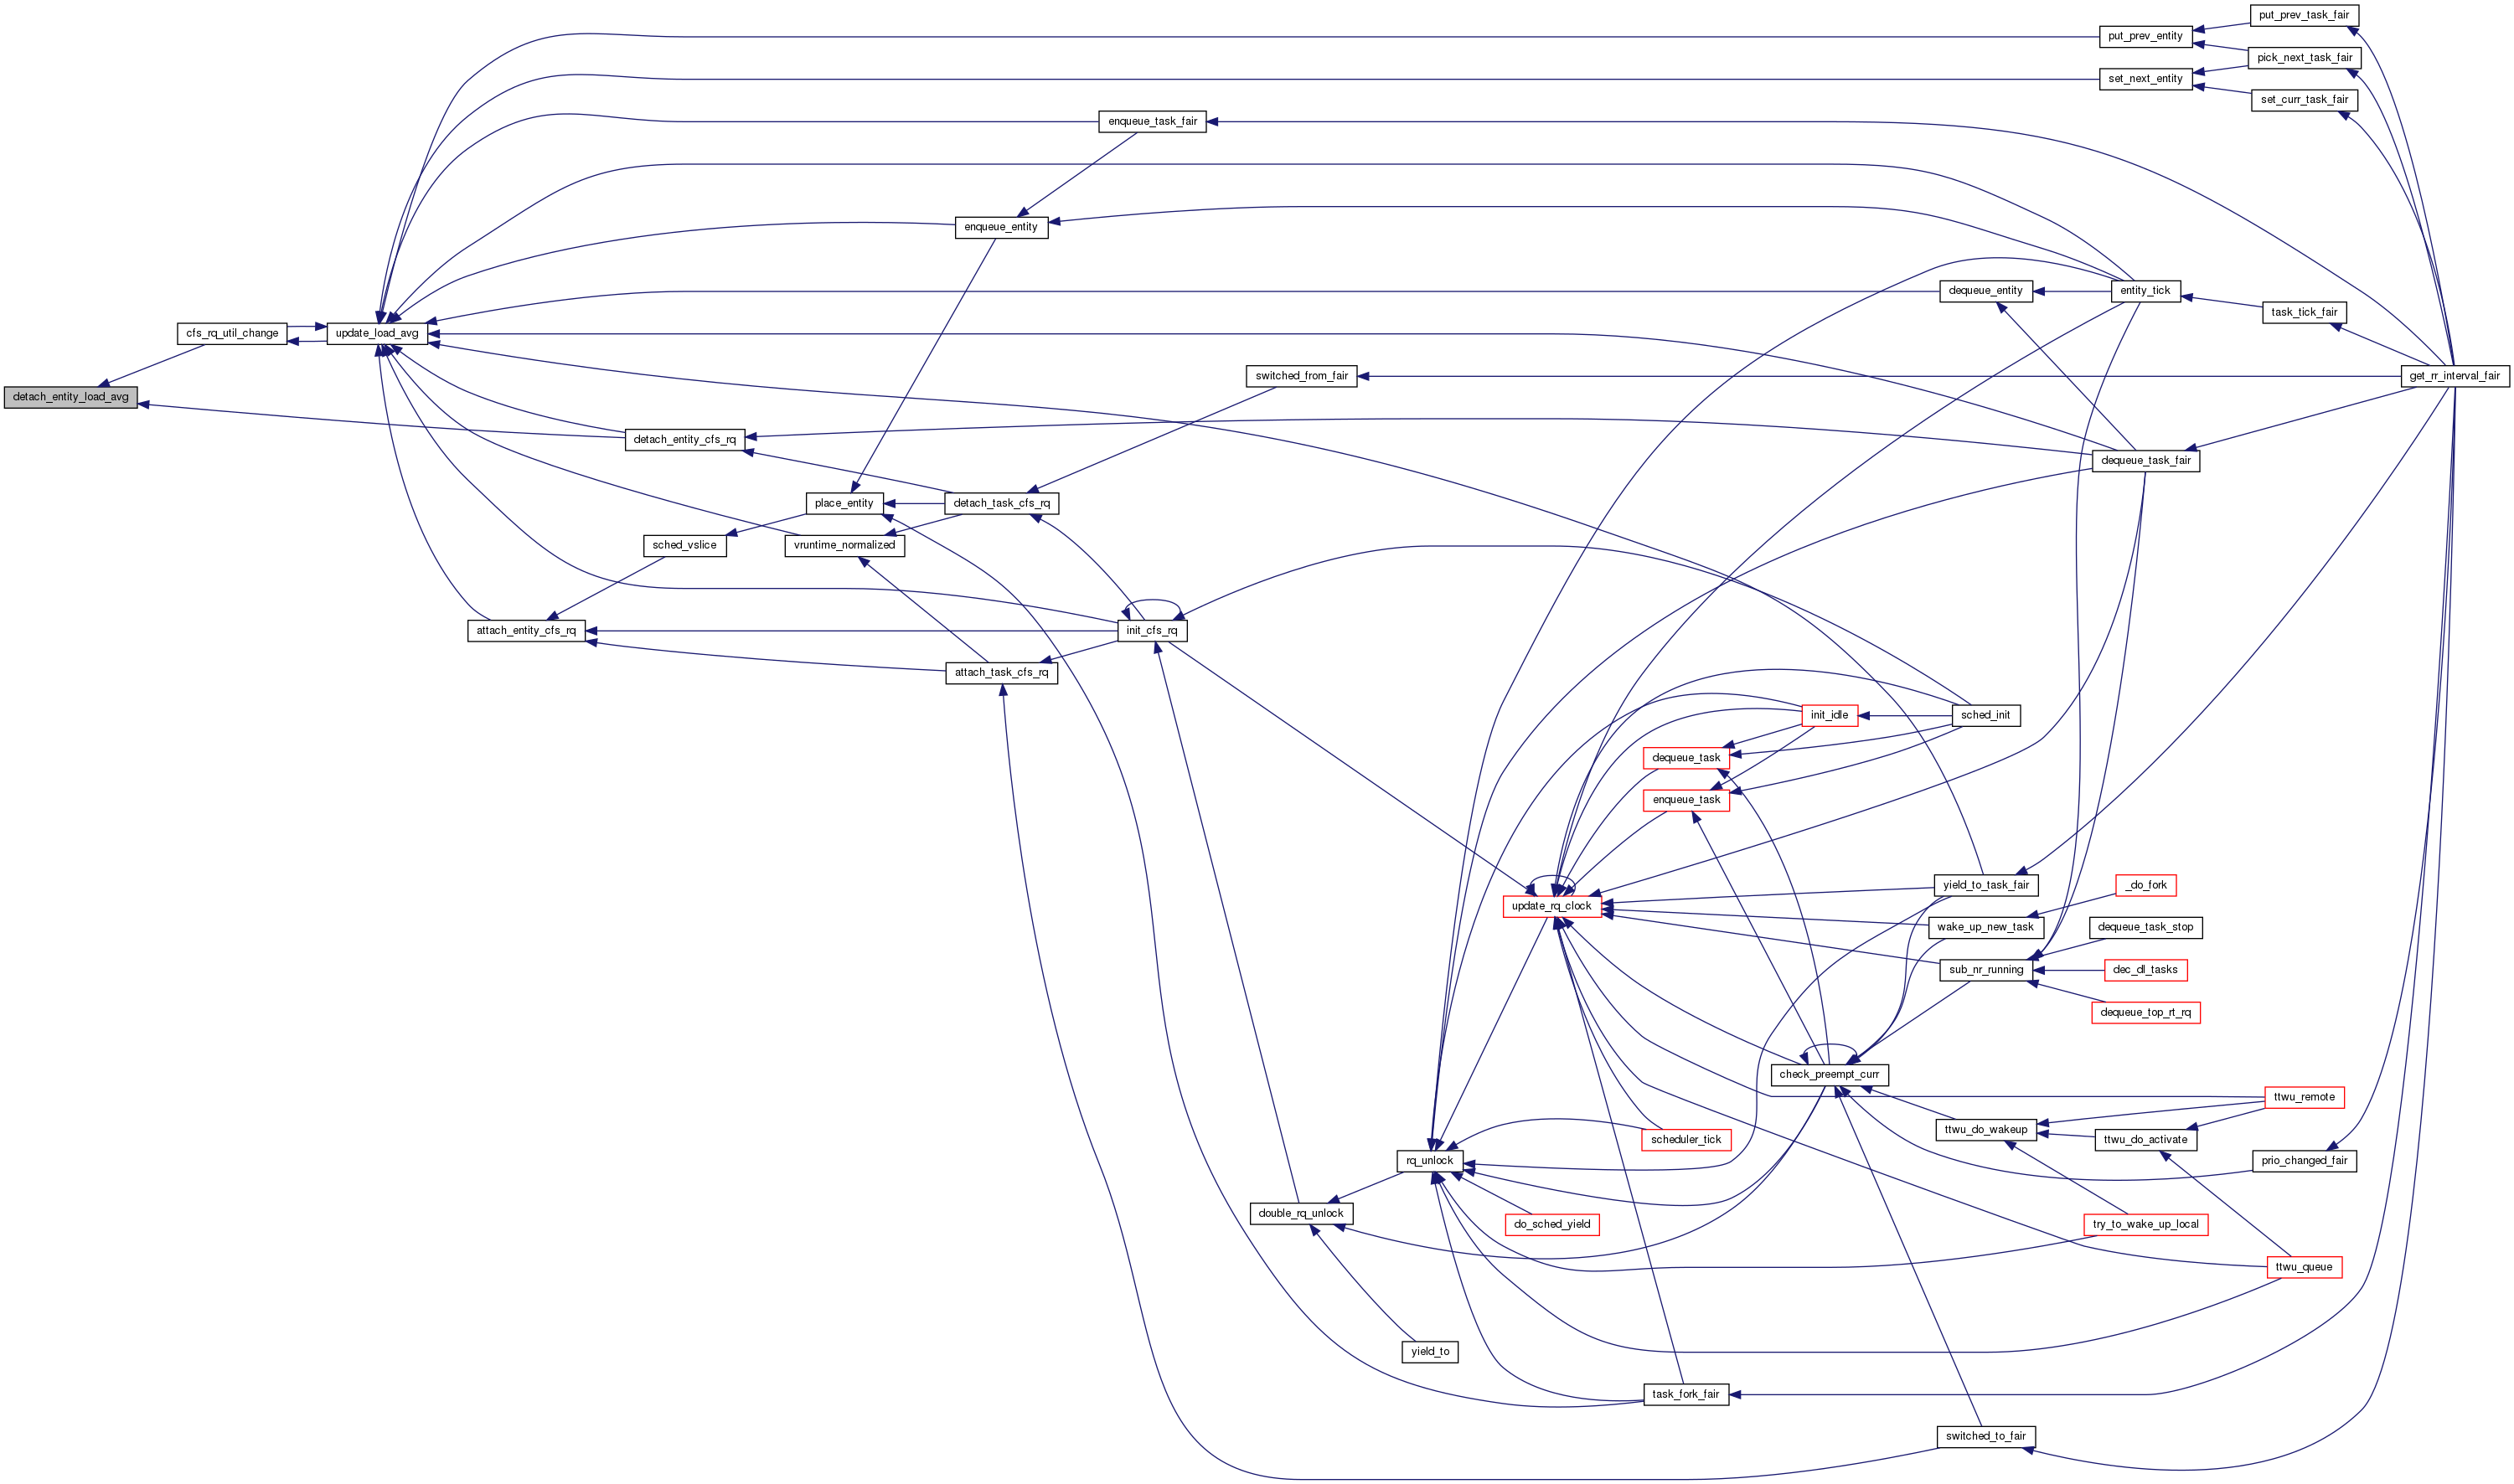 put_prev_task_fair
put_prev_entity
pick_next_task_fair
set_next_entity
set_curr_task_fair
enqueue_task_fair
enqueue_entity
dequeue_entity
entity_tick
task_tick_fair
cfs_rq_util_change
update_load_avg
switched_from_fair
get_rr_interval_fair
detach_entity_load_avg
detach_entity_cfs_rq
dequeue_task_fair
place_entity
detach_task_cfs_rq
sched_vslice
vruntime_normalized
attach_entity_cfs_rq
init_cfs_rq
attach_task_cfs_rq
init_idle
sched_init
dequeue_task
enqueue_task
yield_to_task_fair
_do_fork
update_rq_clock
wake_up_new_task
dequeue_task_stop
sub_nr_running
dec_dl_tasks
dequeue_top_rt_rq
check_preempt_curr
ttwu_remote
ttwu_do_wakeup
scheduler_tick
ttwu_do_activate
rq_unlock
prio_changed_fair
double_rq_unlock
do_sched_yield
try_to_wake_up_local
ttwu_queue
yield_to
task_fork_fair
switched_to_fair